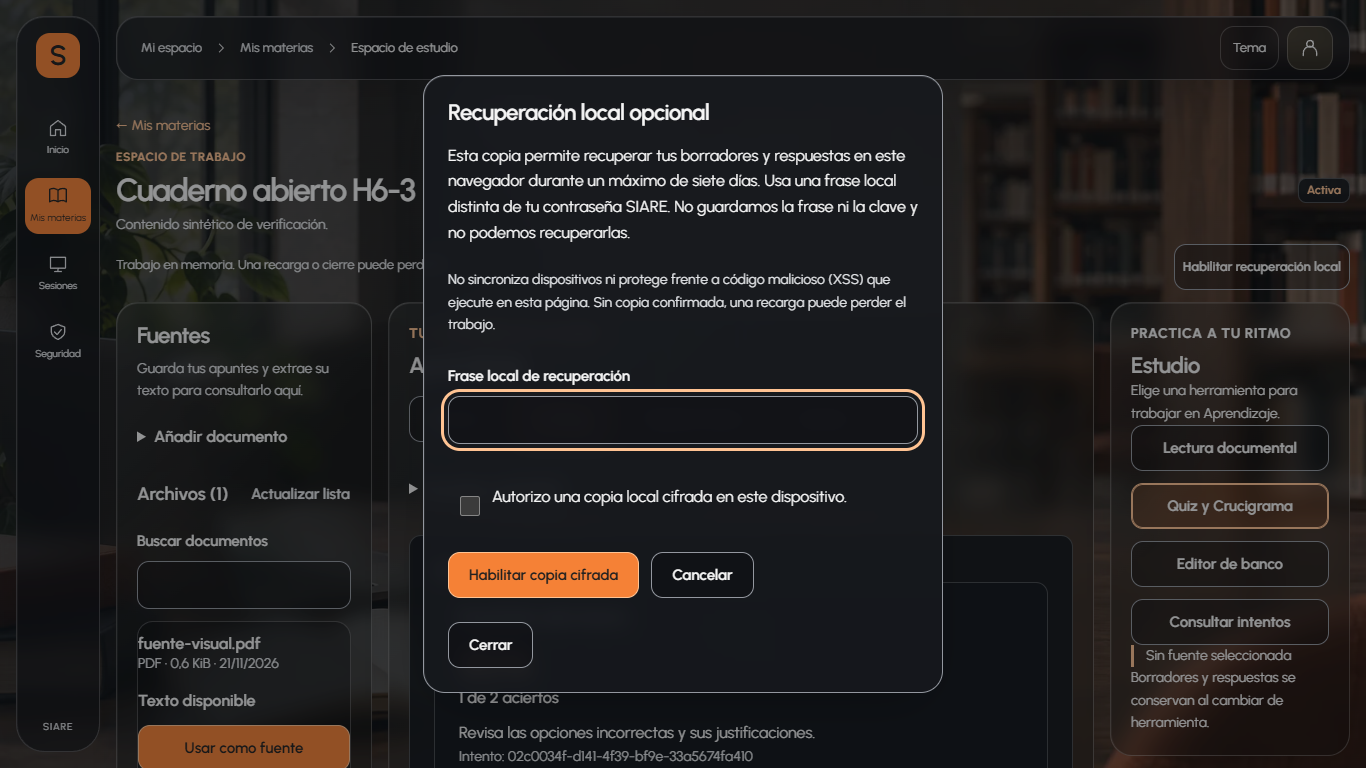 S
Inicio
Mis materias
Sesiones
Seguridad
SIARE
Mi espacio
Mis materias
Espacio de estudio
Tema
← Mis materias
ESPACIO DE TRABAJO
Cuaderno abierto H6-3
Contenido sintético de verificación.
Trabajo en memoria. Una recarga o cierre puede perd
Activa
Habilitar recuperación local
Fuentes
Guarda tus apuntes y extrae su
texto para consultarlo aquí.
Añadir documento
Archivos (1)
Actualizar lista
Buscar documentos
fuente-visual.pdf
PDF · 0,6 KiB · 21/11/2026
Texto disponible
Usar como fuente
TU
A
Recuperación local opcional
Esta copia permite recuperar tus borradores y respuestas en este
navegador durante un máximo de siete días. Usa una frase local
distinta de tu contraseña SIARE. No guardamos la frase ni la clave y
no podemos recuperarlas.
No sincroniza dispositivos ni protege frente a código malicioso (XSS) que
ejecute en esta página. Sin copia confirmada, una recarga puede perder el
trabajo.
Frase local de recuperación
Autorizo una copia local cifrada en este dispositivo.
Habilitar copia cifrada
Cancelar
Cerrar
1 de 2 aciertos
Revisa las opciones incorrectas y sus justificaciones.
Intento: 02c0034f-d141-4f39-bf9e-33a5674fa410
PRACTICA A TU RITMO
Estudio
Elige una herramienta para
trabajar en Aprendizaje.
Lectura documental
Quiz y Crucigrama
Editor de banco
Consultar intentos
Sin fuente seleccionada
Borradores y respuestas se
conservan al cambiar de
herramienta.